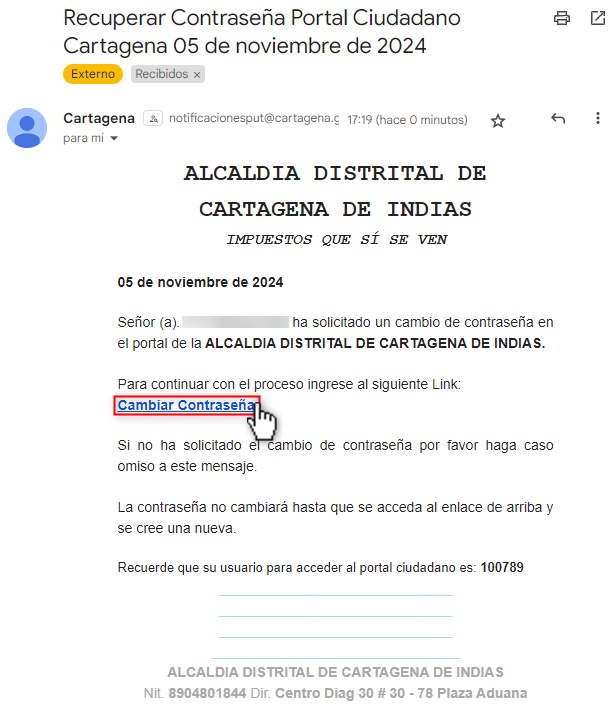 Recuperar Contraseña Portal Ciudadano
Cartagena 05 de noviembre de 2024
Externo Recibidos ×
Cartagena notificacionesput@cartagena.g 17:19 (hace 0 minutos)
para mí
ALCALDIA DISTRITAL DE
CARTAGENA DE INDIAS
IMPUESTOS QUE SÍ SE VEN
05 de noviembre de 2024
Señor (a). ha solicitado un cambio de contraseña en
el portal de la ALCALDIA DISTRITAL DE CARTAGENA DE INDIAS.
Para continuar con el proceso ingrese al siguiente Link:
Cambiar Contraseña
Si no ha solicitado el cambio de contraseña por favor haga caso
omiso a este mensaje.
La contraseña no cambiará hasta que se acceda al enlace de arriba y
se cree una nueva.
Recuerde que su usuario para acceder al portal ciudadano es: 100789
ALCALDIA DISTRITAL DE CARTAGENA DE INDIAS
Nit. 8904801844 Dir. Centro Diag 30 # 30 - 78 Plaza Aduana